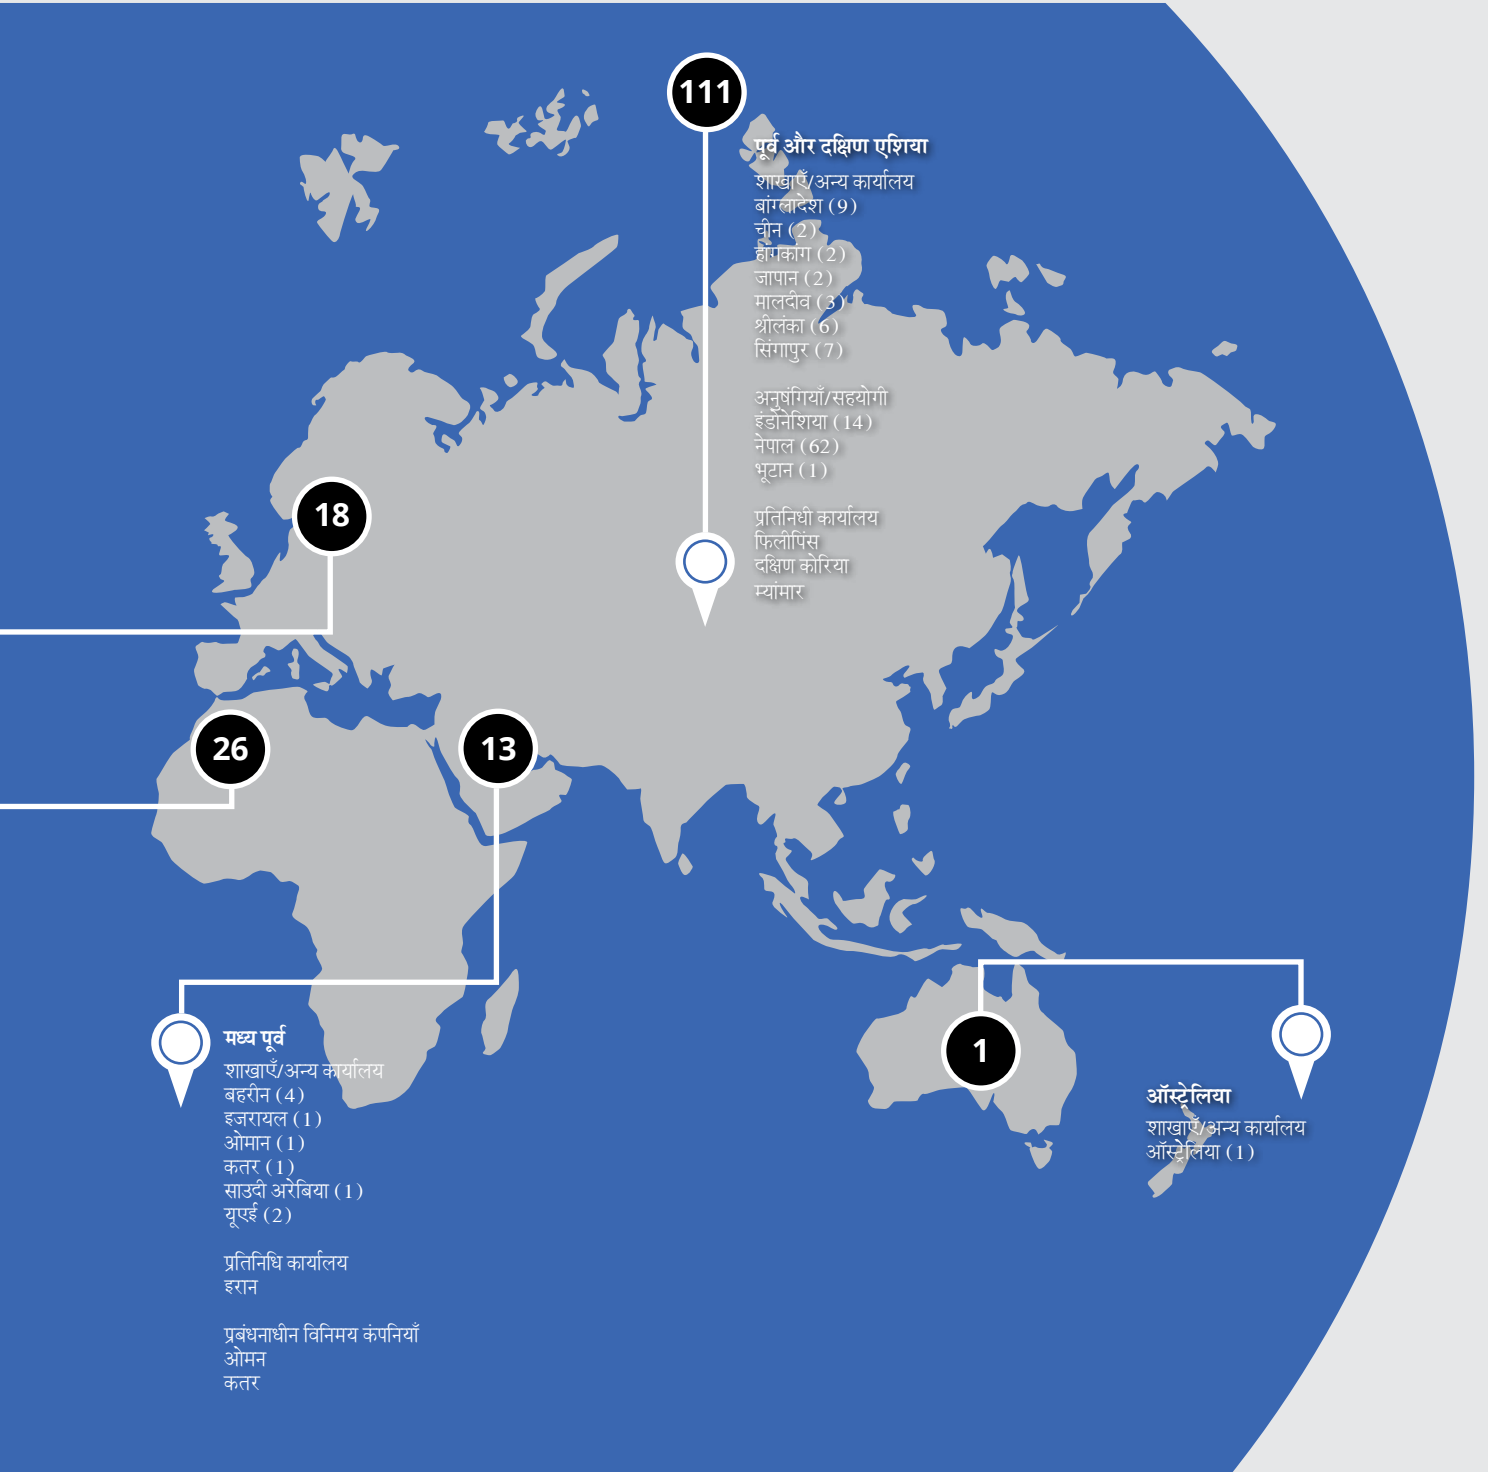 111
पूर्व और दक्षिण एशिया
शाखाएँ/अन्य कार्यालय
बांग्लादेश (9)
चीन (2)
हांगकांग (2)
जापान (2)
मालदीव (3)
श्रीलंका (6)
सिंगापुर (7)
अनुषंगियाँ/सहयोगी
इंडोनेशिया (14)
नेपाल (62)
भूटान (1)
प्रतिनिधी कार्यालय
फिलीपिंस
दक्षिण कोरिया
म्यांमार
18
26
13
मध्य पूर्व
शाखाएँ/अन्य कार्यालय
बहरीन (4)
इजरायल (1)
ओमान (1)
कतर (1)
साउदी अरेबिया (1)
यूएई (2)
प्रतिनिधि कार्यालय
इरान
प्रबंधनाधीन विनिमय कंपनियाँ
ओमन
कतर
1
ऑस्ट्रेलिया
शाखाएँ/अन्य कार्यालय
ऑस्ट्रेलिया (1)